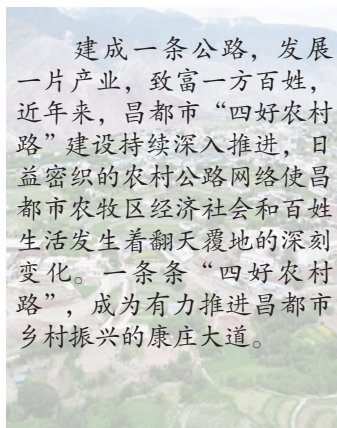 建成一条公路，发展
一片产业，致富一方百姓，
近年来，昌都市“四好农村
路”建设持续深入推进，日
益密织的农村公路网络使昌
都市农牧区经济社会和百姓
生活发生着翻天覆地的深刻
变化。一条条“四好农村
路”，成为有力推进昌都市
乡村振兴的康庄大道。